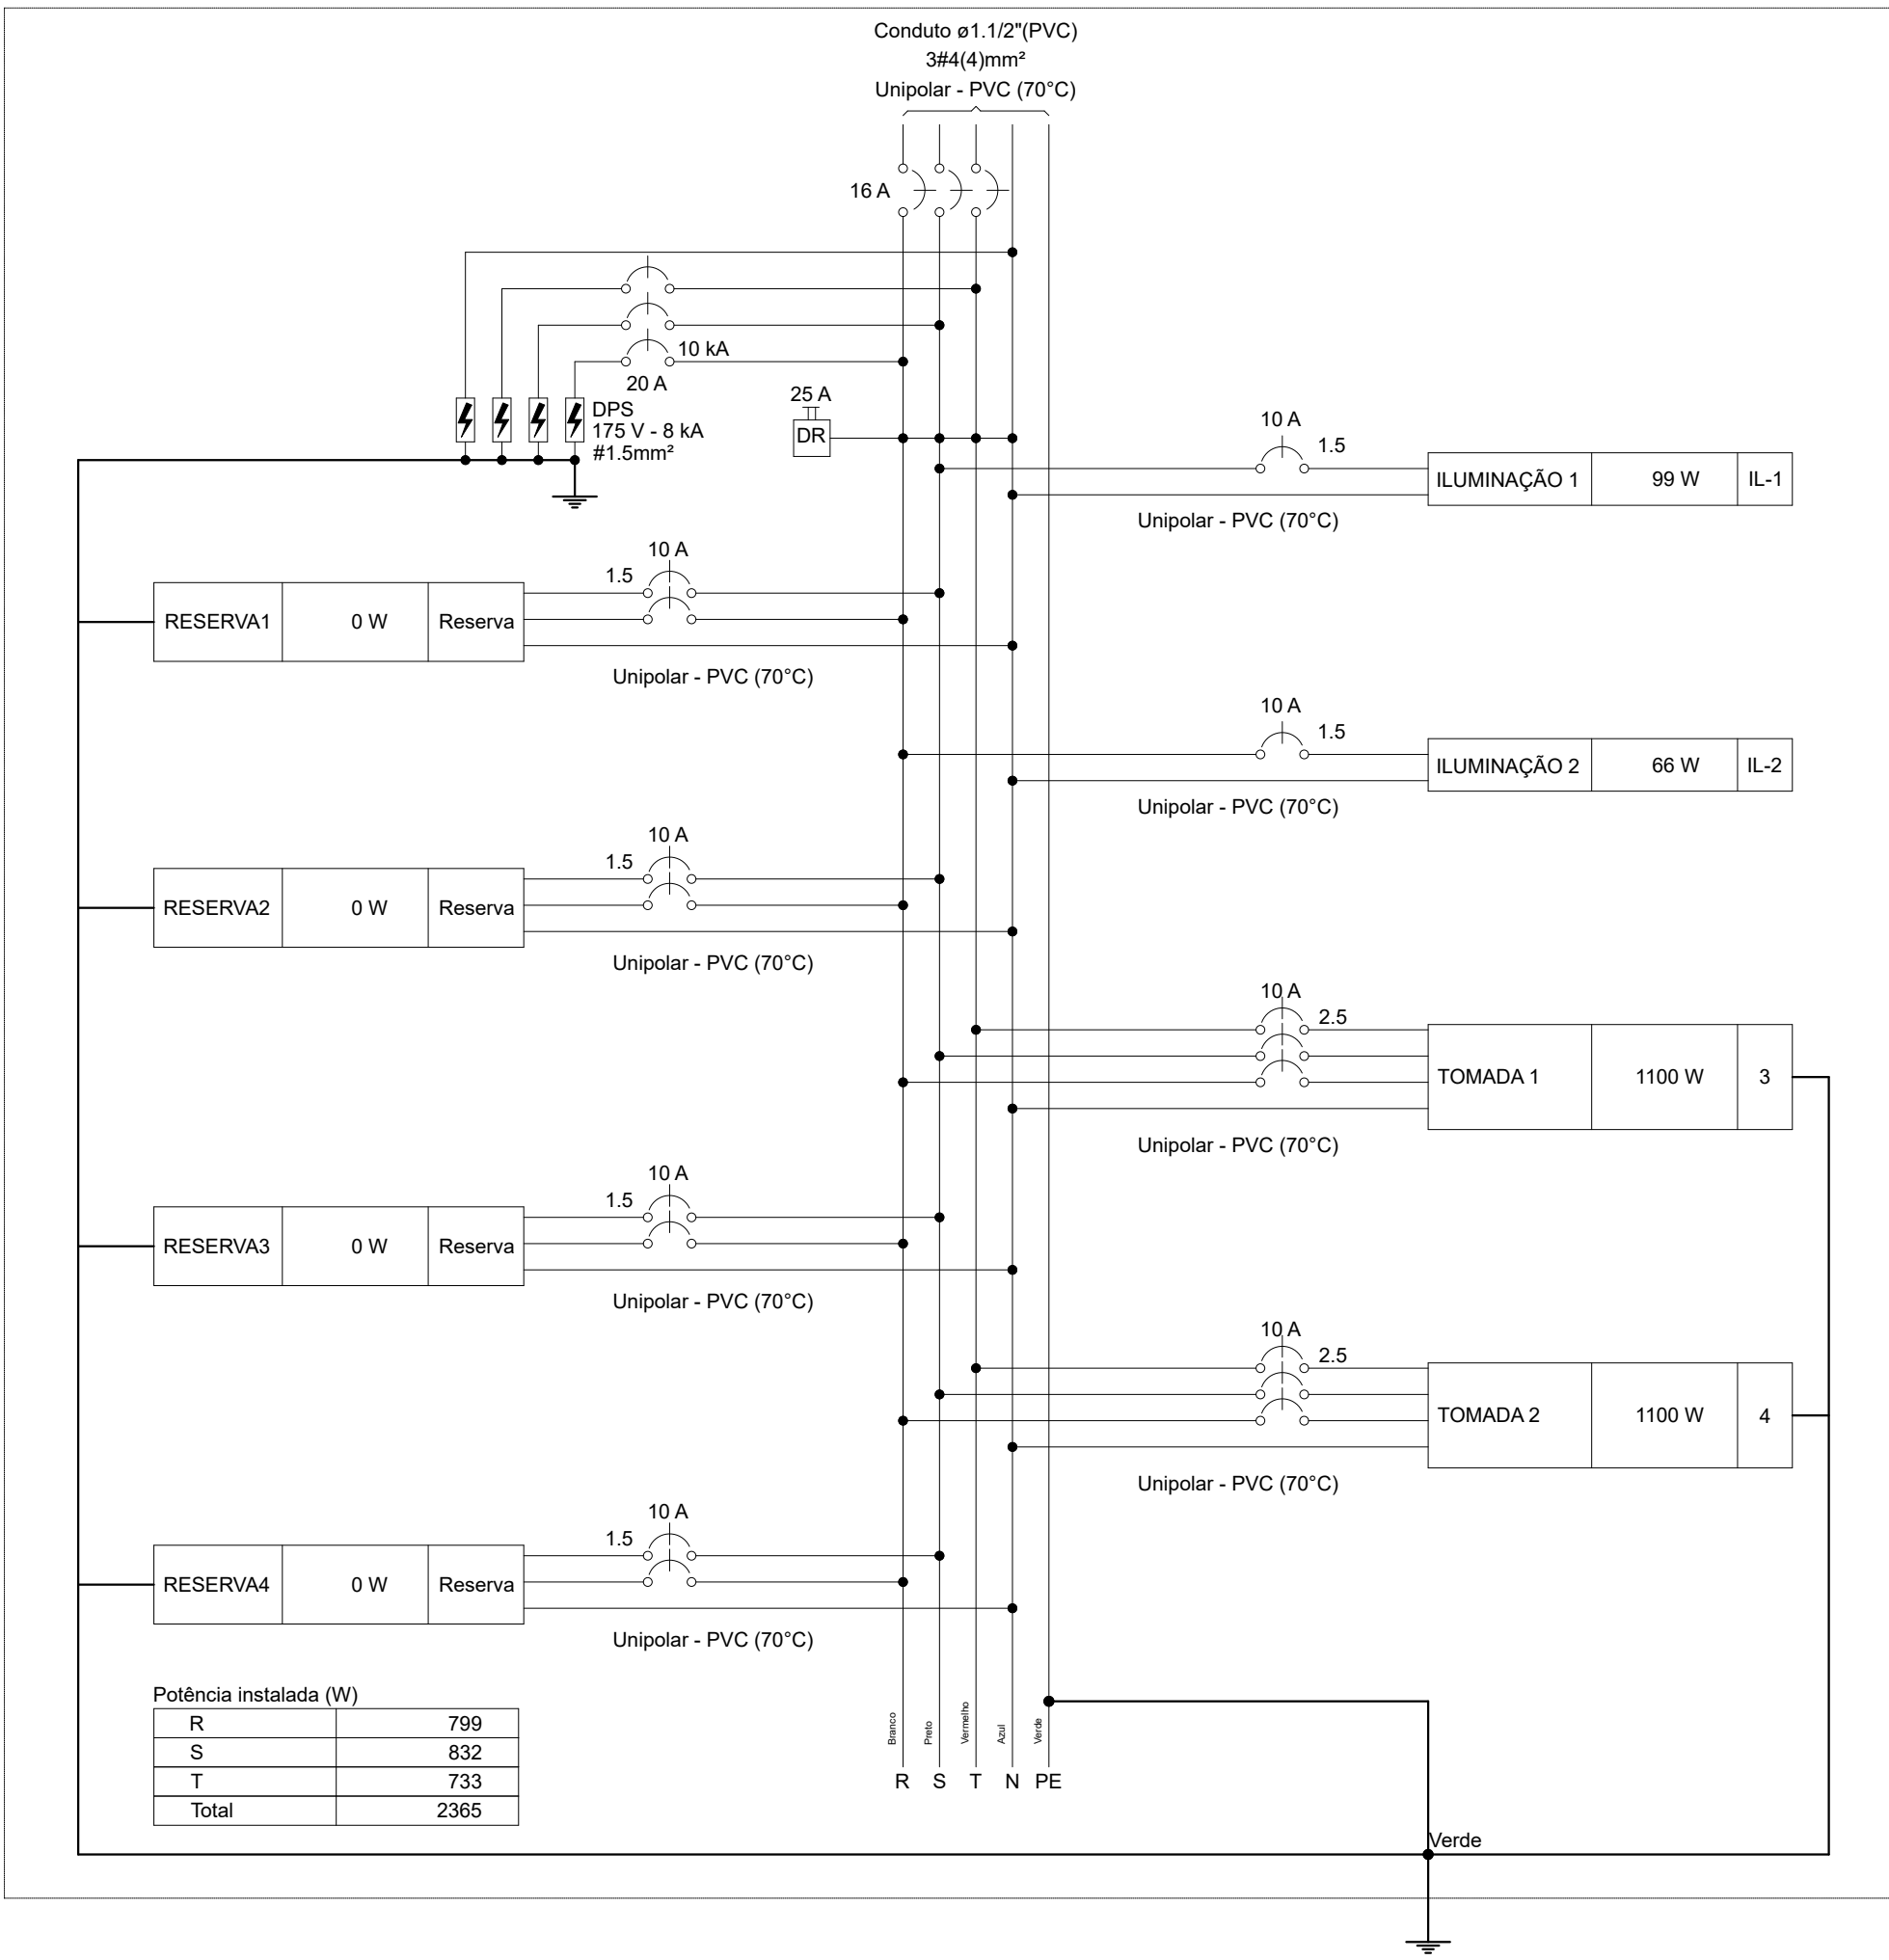 Conduto ø1.1/2"(PVC)
3#4(4)mm²
Unipolar - PVC (70°C)
16 A
10 kA
20 A
DPS
175 V - 8 kA
#1.5mm²
25 A
DR
10 A
1.5
ILUMINAÇÃO 1 99 W IL-1
Unipolar - PVC (70°C)
10 A
1.5
RESERVA1 0 W Reserva
Unipolar - PVC (70°C)
10 A
1.5
ILUMINAÇÃO 2 66 W IL-2
Unipolar - PVC (70°C)
10 A
1.5
RESERVA2 0 W Reserva
Unipolar - PVC (70°C)
10 A
2.5
TOMADA 1 1100 W 3
Unipolar - PVC (70°C)
10 A
1.5
RESERVA3 0 W Reserva
Unipolar - PVC (70°C)
10 A
2.5
TOMADA 2 1100 W 4
Unipolar - PVC (70°C)
10 A
1.5
RESERVA4 0 W Reserva
Unipolar - PVC (70°C)
Potência instalada (W)
R 799
S 832
T 733
Total 2365
Branco
Preto
Vermelho
Azul
Verde
R S T N PE
Verde